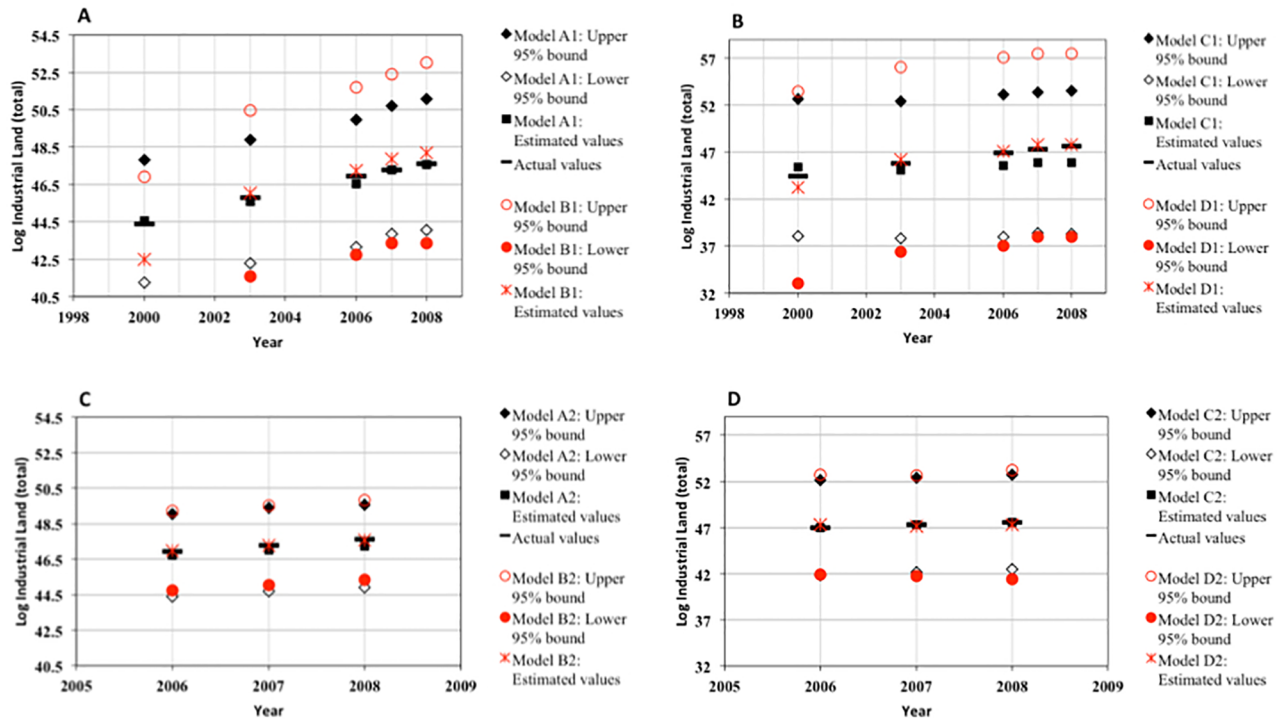 A
Log Industrial Land (total)
54.5
52.5
50.5
48.5
46.5
44.5
42.5
40.5
1998 2000 2002 2004 2006 2008
Year
Model A1: Upper
95% bound
Model A1: Lower
95% bound
Model A1:
Estimated values
Actual values
Model B1: Upper
95% bound
Model B1: Lower
95% bound
Model B1:
Estimated values
B
Log Industrial Land (total)
57
52
47
42
37
32
1998 2000 2002 2004 2006 2008
Year
Model C1: Upper
95% bound
Model C1: Lower
95% bound
Model C1:
Estimated values
Actual values
Model D1: Upper
95% bound
Model D1: Lower
95% bound
Model D1:
Estimated values
C
Log Industrial Land (total)
54.5
52.5
50.5
48.5
46.5
44.5
42.5
40.5
2005 2006 2007 2008 2009
Year
Model A2: Upper
95% bound
Model A2: Lower
95% bound
Model A2:
Estimated values
Actual values
Model B2: Upper
95% bound
Model B2: Lower
95% bound
Model B2:
Estimated values
D
Log Industrial Land (total)
57
52
47
42
37
32
2005 2006 2007 2008 2009
Year
Model C2: Upper
95% bound
Model C2: Lower
95% bound
Model C2:
Estimated values
Actual values
Model D2: Upper
95% bound
Model D2: Lower
95% bound
Model D2:
Estimated values